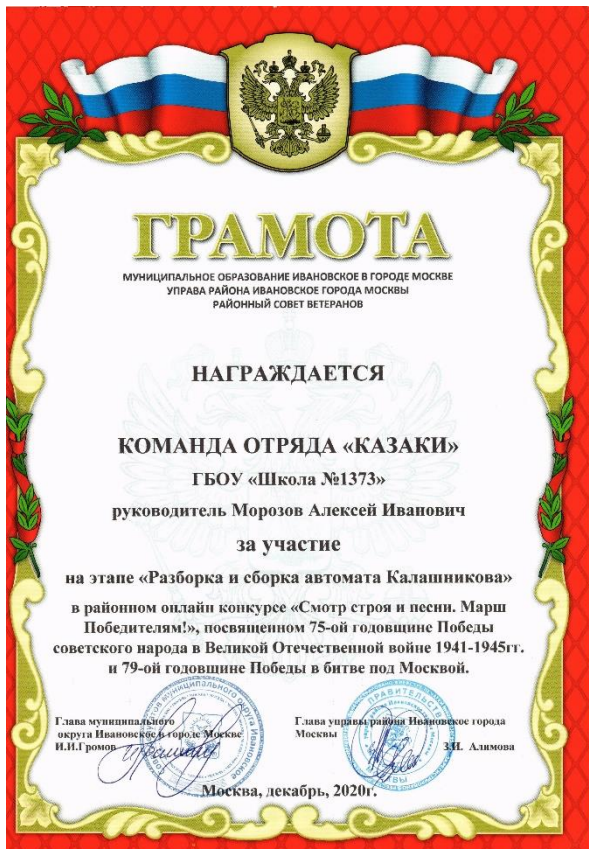 ГРАМОТА
МУНИЦИПАЛЬНОЕ ОБРАЗОВАНИЕ ИВАНОВСКОЕ В ГОРОДЕ МОСКВЕ
УПРАВА РАЙОНА ИВАНОВСКОЕ ГОРОДА МОСКВЫ
РАЙОННЫЙ СОВЕТ ВЕТЕРАНОВ
НАГРАЖДАЕТСЯ
КОМАНДА ОТРЯДА «КАЗАКИ»
ГБОУ «Школа №1373»
руководитель Морозов Алексей Иванович
за участие
на этапе «Разборка и сборка автомата Калашникова»
в районном онлайн конкурсе «Смотр строя и песни. Марш
Победителям!», посвященном 75-ой годовщине Победы
советского народа в Великой Отечественной войне 1941-1945гг.
и 79-ой годовщине Победы в битве под Москвой.
Глава муниципального
округа Ивановское в городе Москве
И.И.Громов
Глава управы района Ивановское города
Москвы
З.И. Алимова
Москва, декабрь, 2020г.